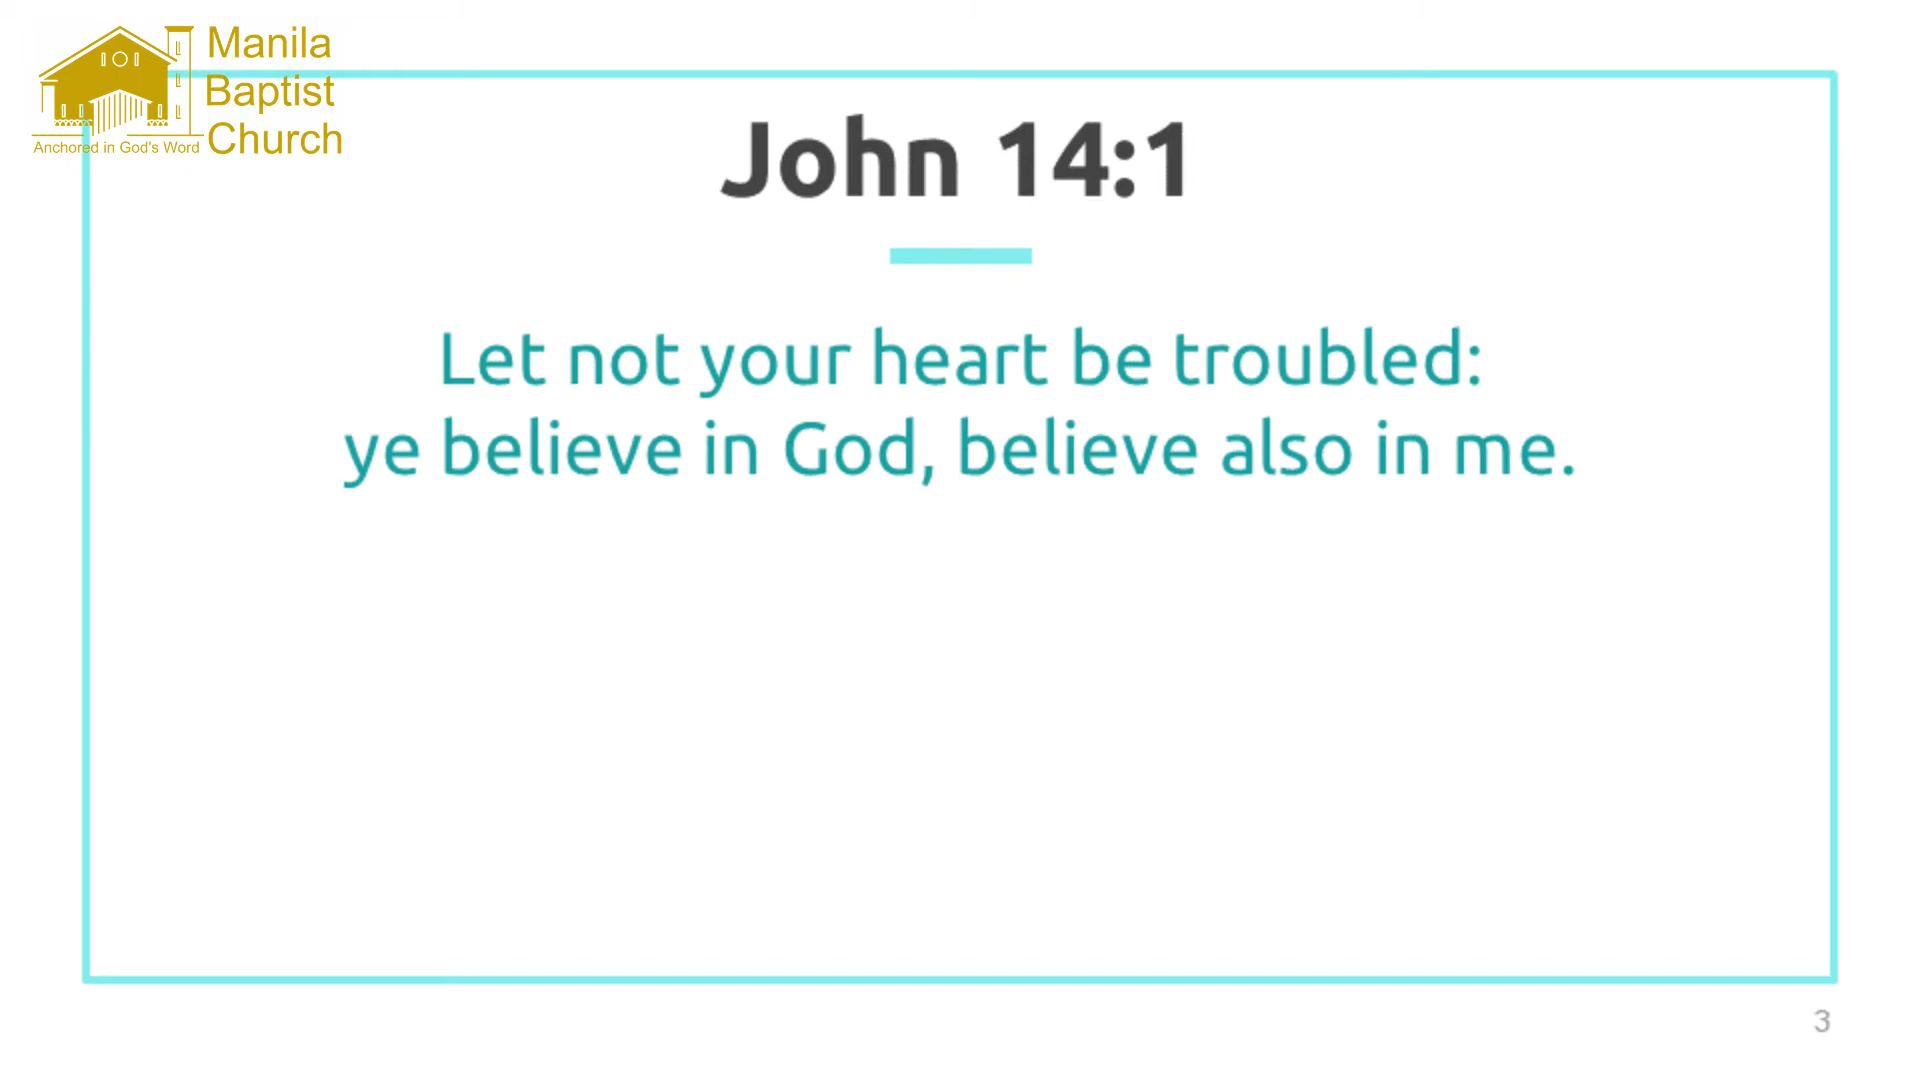 Manila
Baptist
Church
Anchored in God's Word
John 14:1
Let not your heart be troubled:
ye believe in God, believe also in me.
3